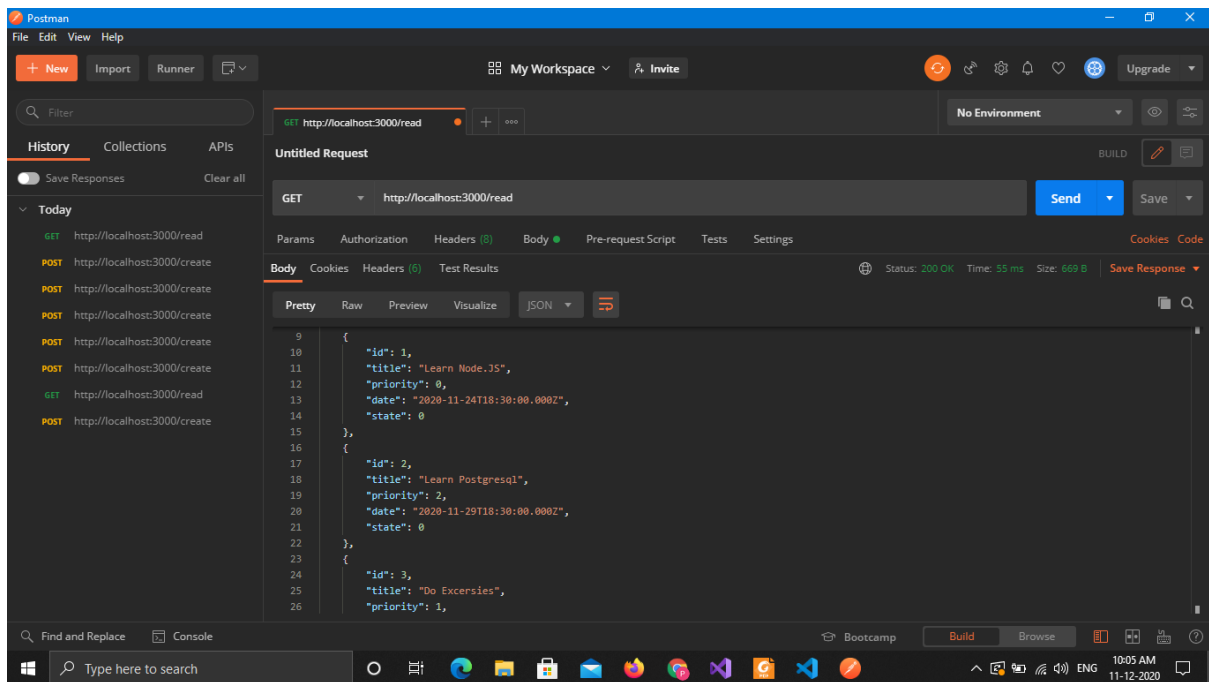 Postman
File Edit View Help
+ New Import Runner
My Workspace
Invite
Upgrade
Filter
History Collections APIs
Save Responses Clear all
Today
GET http://localhost:3000/read
POST http://localhost:3000/create
POST http://localhost:3000/create
POST http://localhost:3000/create
POST http://localhost:3000/create
POST http://localhost:3000/create
GET http://localhost:3000/read
POST http://localhost:3000/create
GET http://localhost:3000/read
No Environment
Untitled Request
BUILD
GET http://localhost:3000/read
Send Save
Params Authorization Headers (8) Body Pre-request Script Tests Settings
Cookies Code
Body Cookies Headers (6) Test Results
Status: 200 OK Time: 55 ms Size: 669 B Save Response
Pretty Raw Preview Visualize JSON
9 {
10 "id": 1,
11 "title": "Learn Node.JS",
12 "priority": 0,
13 "date": "2020-11-24T18:30:00.000Z",
14 "state": 0
15 },
16 {
17 "id": 2,
18 "title": "Learn Postgresql",
19 "priority": 2,
20 "date": "2020-11-29T18:30:00.000Z",
21 "state": 0
22 },
23 {
24 "id": 3,
25 "title": "Do Excersies",
26 "priority": 1,
Find and Replace Console
Bootcamp Build Browse
Type here to search
ENG
10:05 AM
11-12-2020